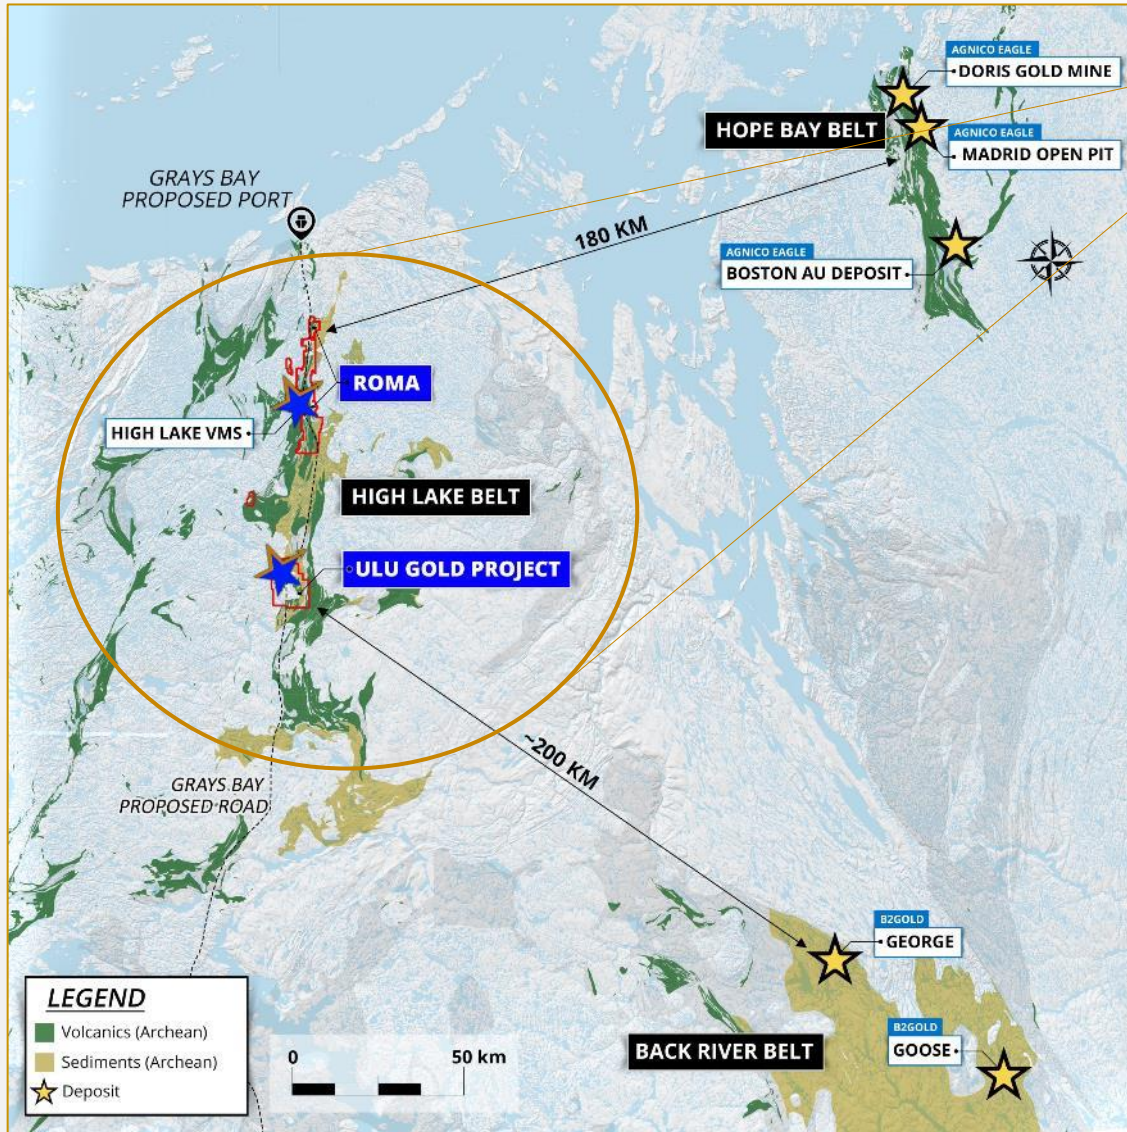 AGNICO EAGLE
DORIS GOLD MINE
HOPE BAY BELT
AGNICO EAGLE
MADRID OPEN PIT
GRAYS BAY
PROPOSED PORT
180 KM
AGNICO EAGLE
BOSTON AU DEPOSIT
ROMA
HIGH LAKE VMS
HIGH LAKE BELT
ULU GOLD PROJECT
~200 KM
GRAYS BAY
PROPOSED ROAD
B2GOLD
GEORGE
B2GOLD
GOOSE
BACK RIVER BELT
LEGEND
Volcanics (Archean)
Sediments (Archean)
Deposit
0 50 km